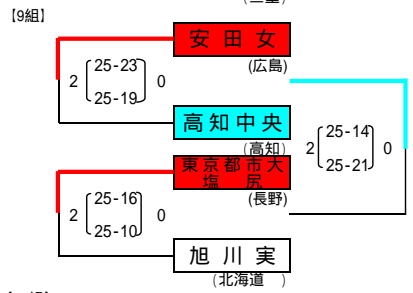 【9組】
安田女
(広島)
2 25-23 0
25-19
高知中央
(高知)
2 25-14 0
25-21
東京都市大
塩尻
(長野)
2 25-16 0
25-10
旭川実
(北海道 )